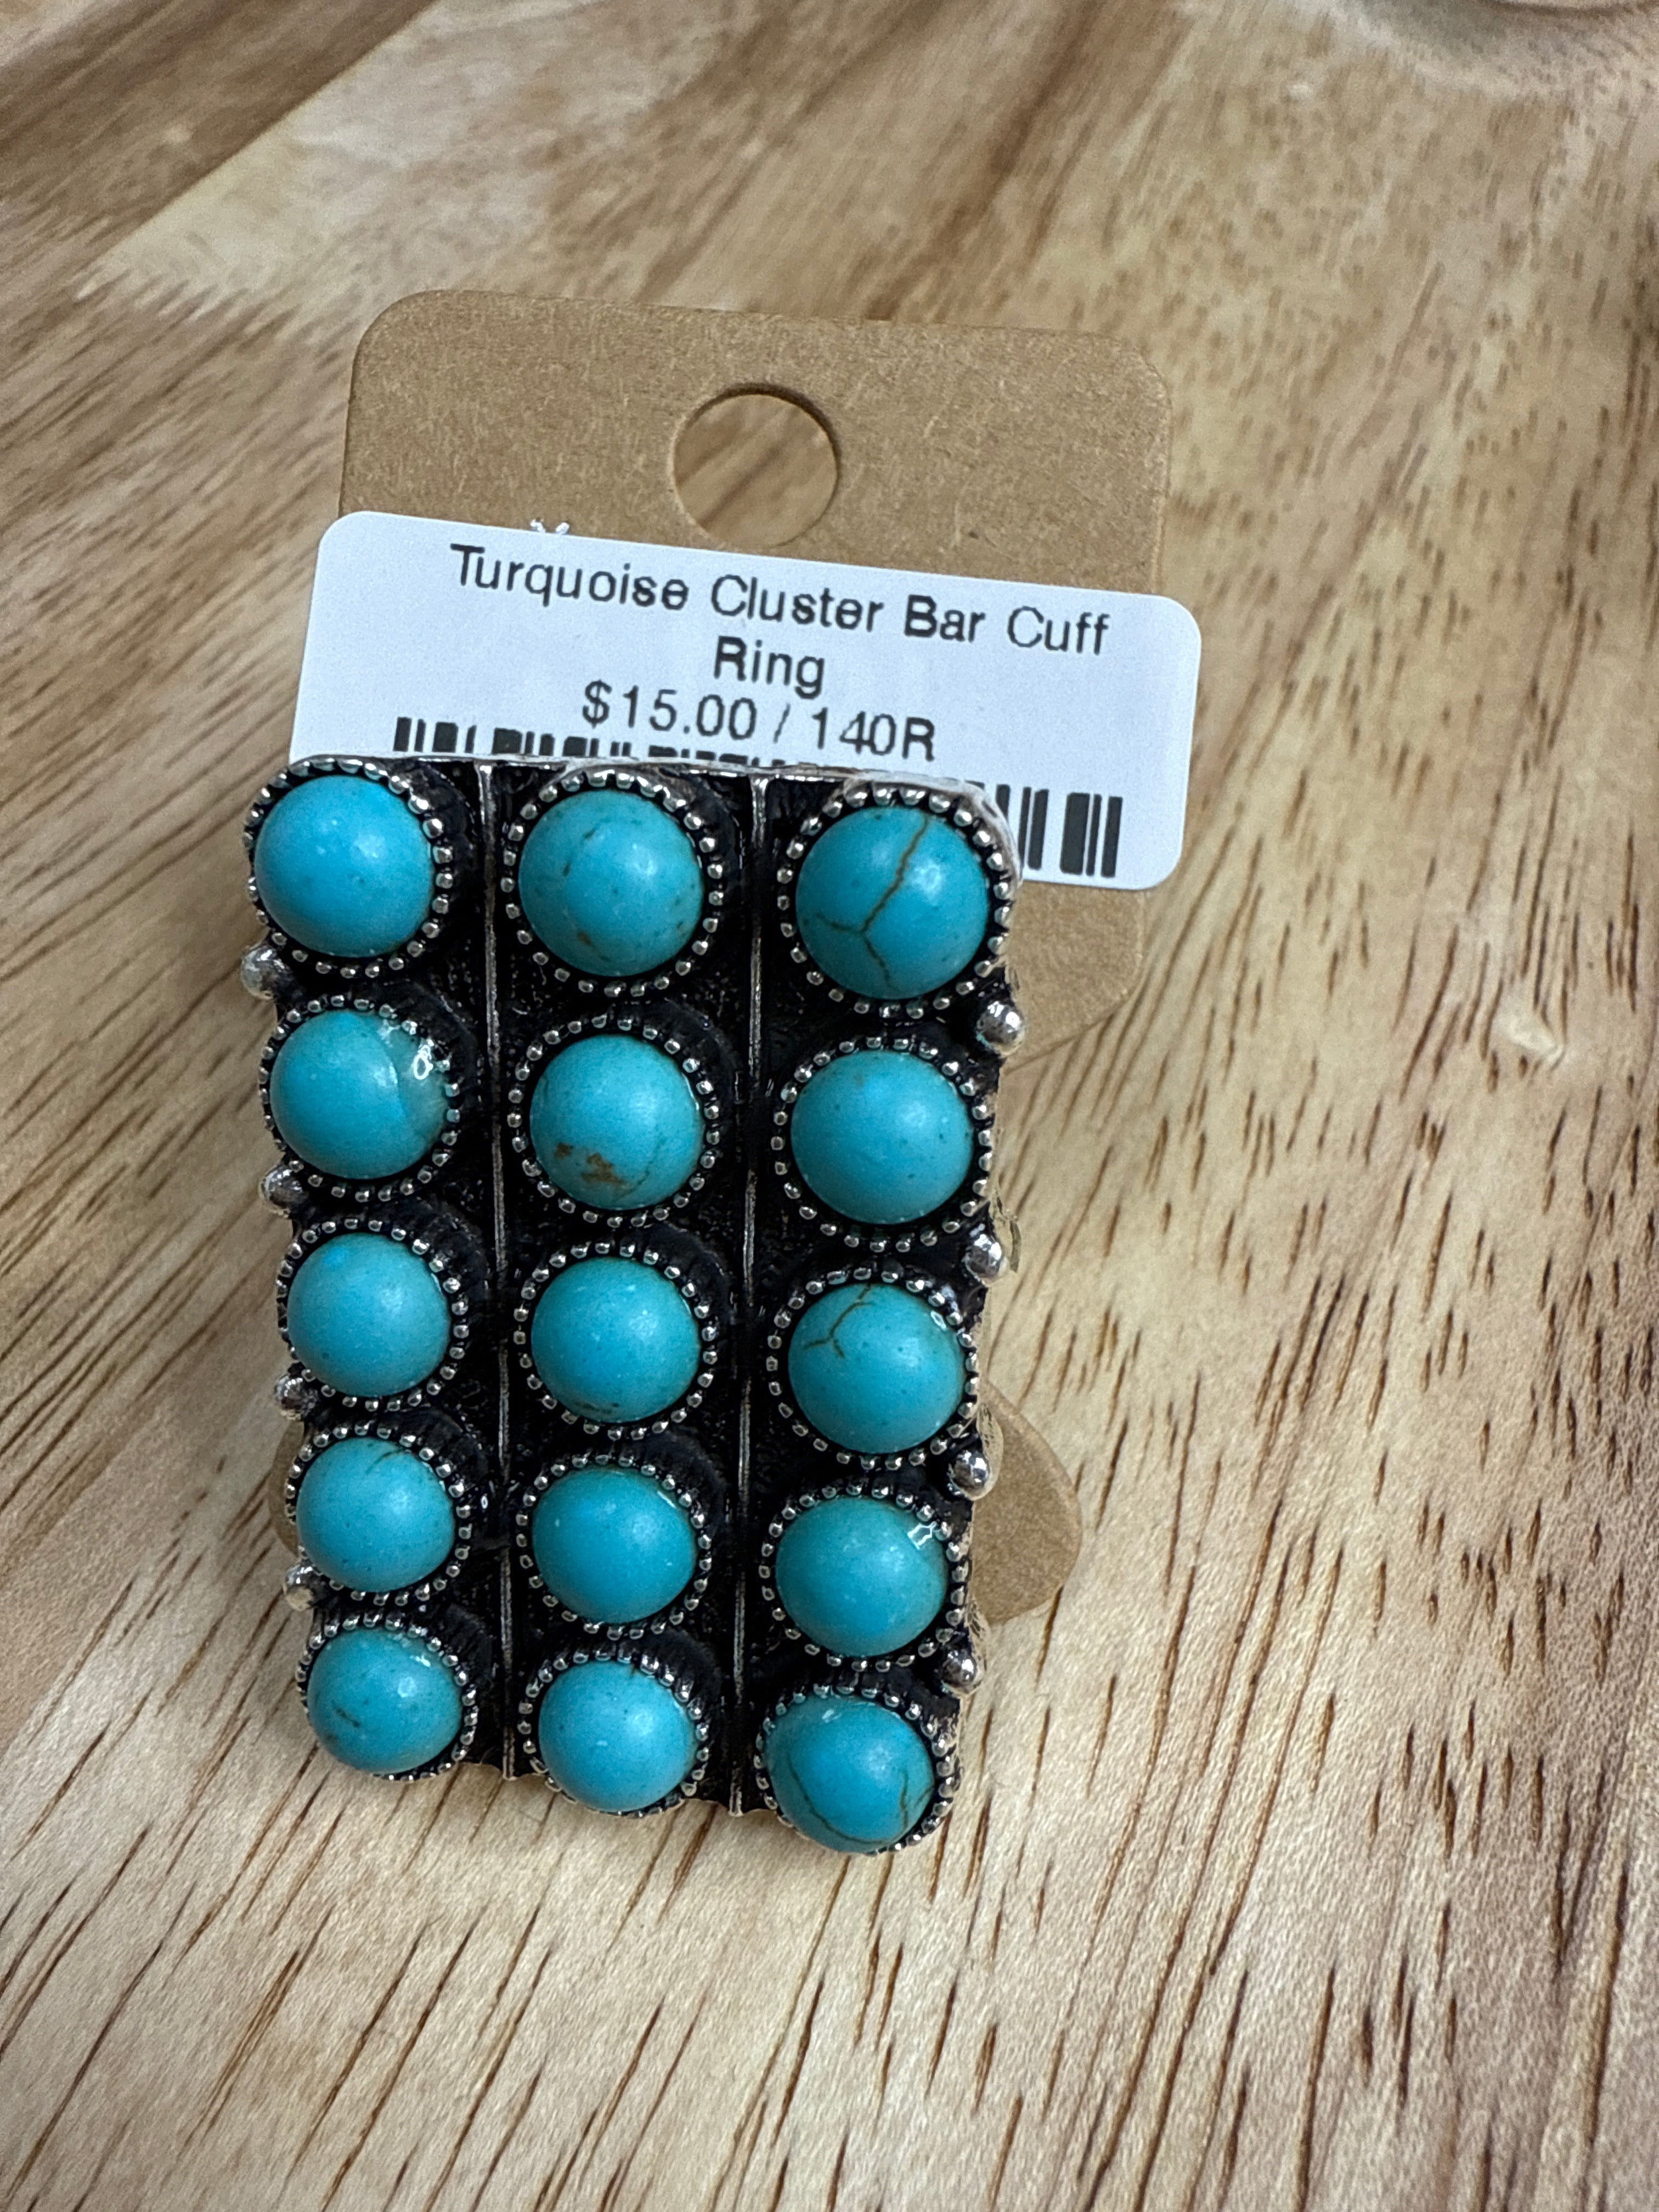 Turquoise Cluster Bar Cuff
Ring
$15.00 / 140R